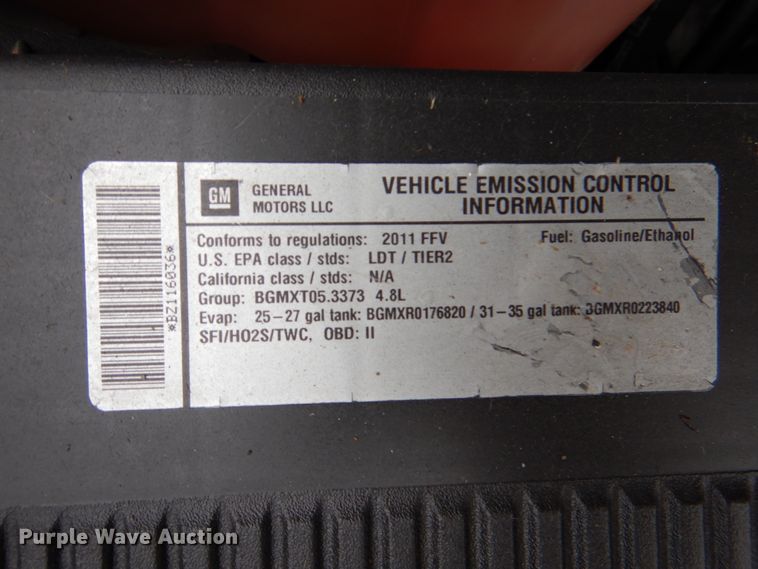 GM
GENERAL
MOTORS LLC
VEHICLE EMISSION CONTROL
INFORMATION
Conforms to regulations: 2011 FFV Fuel: Gasoline/Ethanol
U.S. EPA class / stds: LDT / TIER2
California class / stds: N/A
Group: BGMXT05.3373 4.8L
Evap: 25-27 gal tank: BGMXR0176820 / 31-35 gal tank: BGMXR0223840
SFI/HO2S/TWC, OBD: II
*BZ116036*
Purple Wave Auction